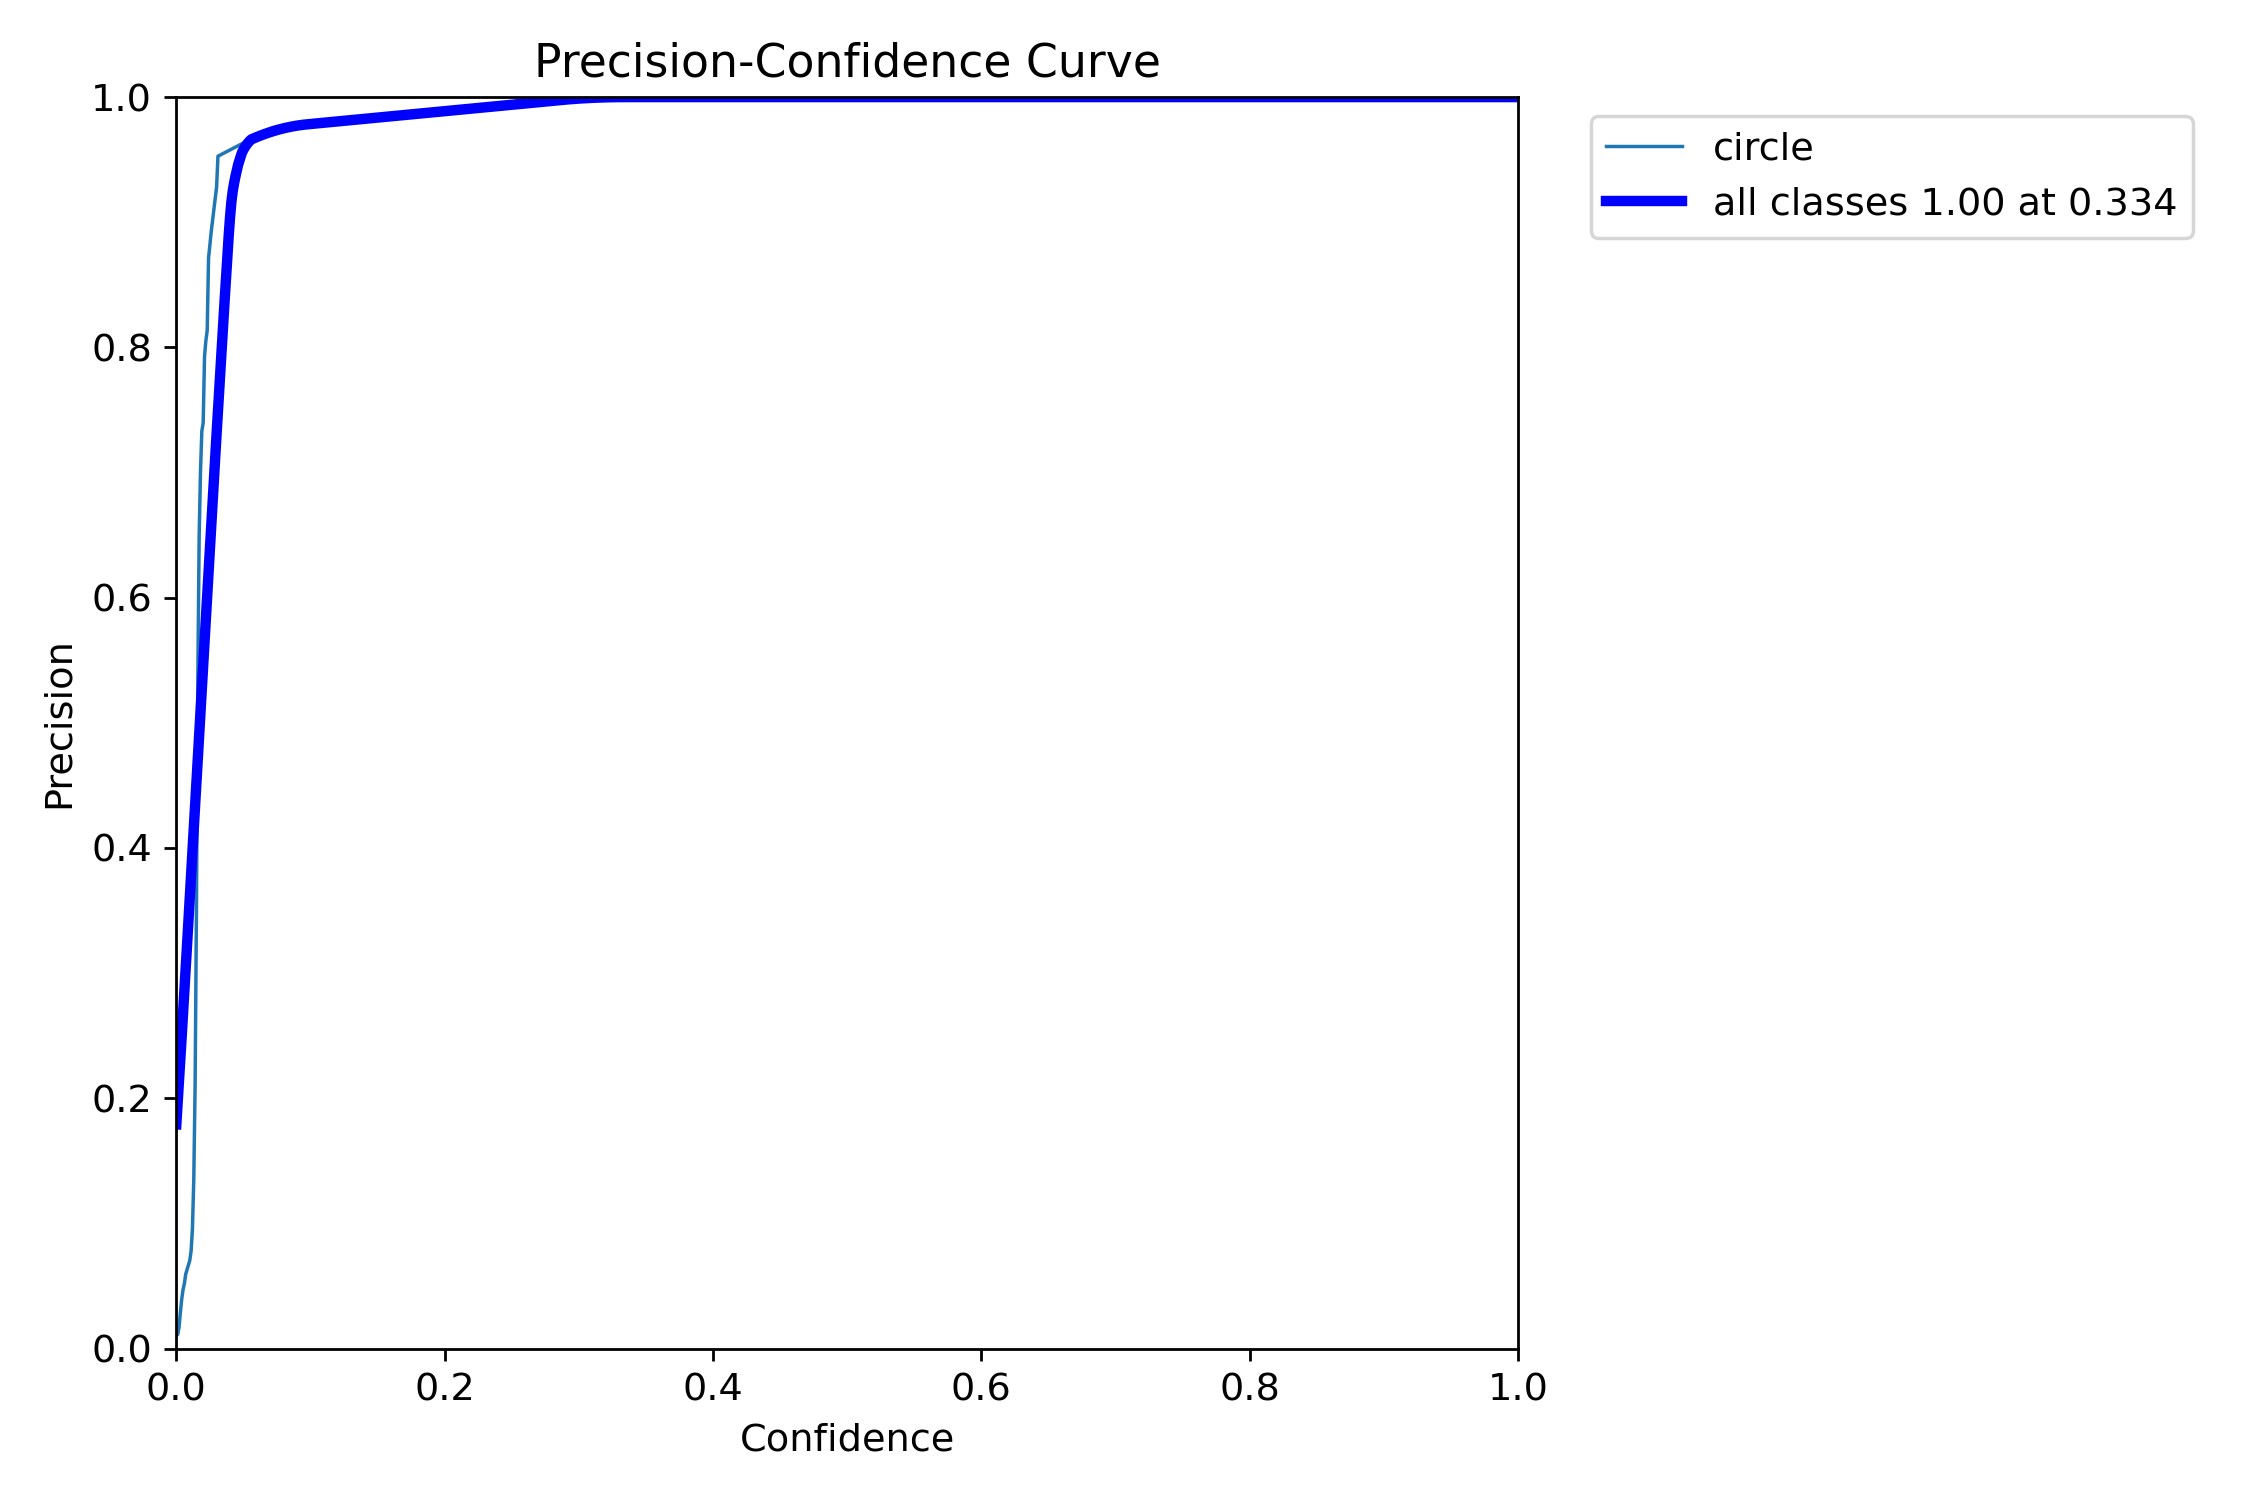 Precision-Confidence Curve
1.0
0.8
0.6
0.4
0.2
0.0
Precision
0.0 0.2 0.4 0.6 0.8 1.0
Confidence
circle
all classes 1.00 at 0.334